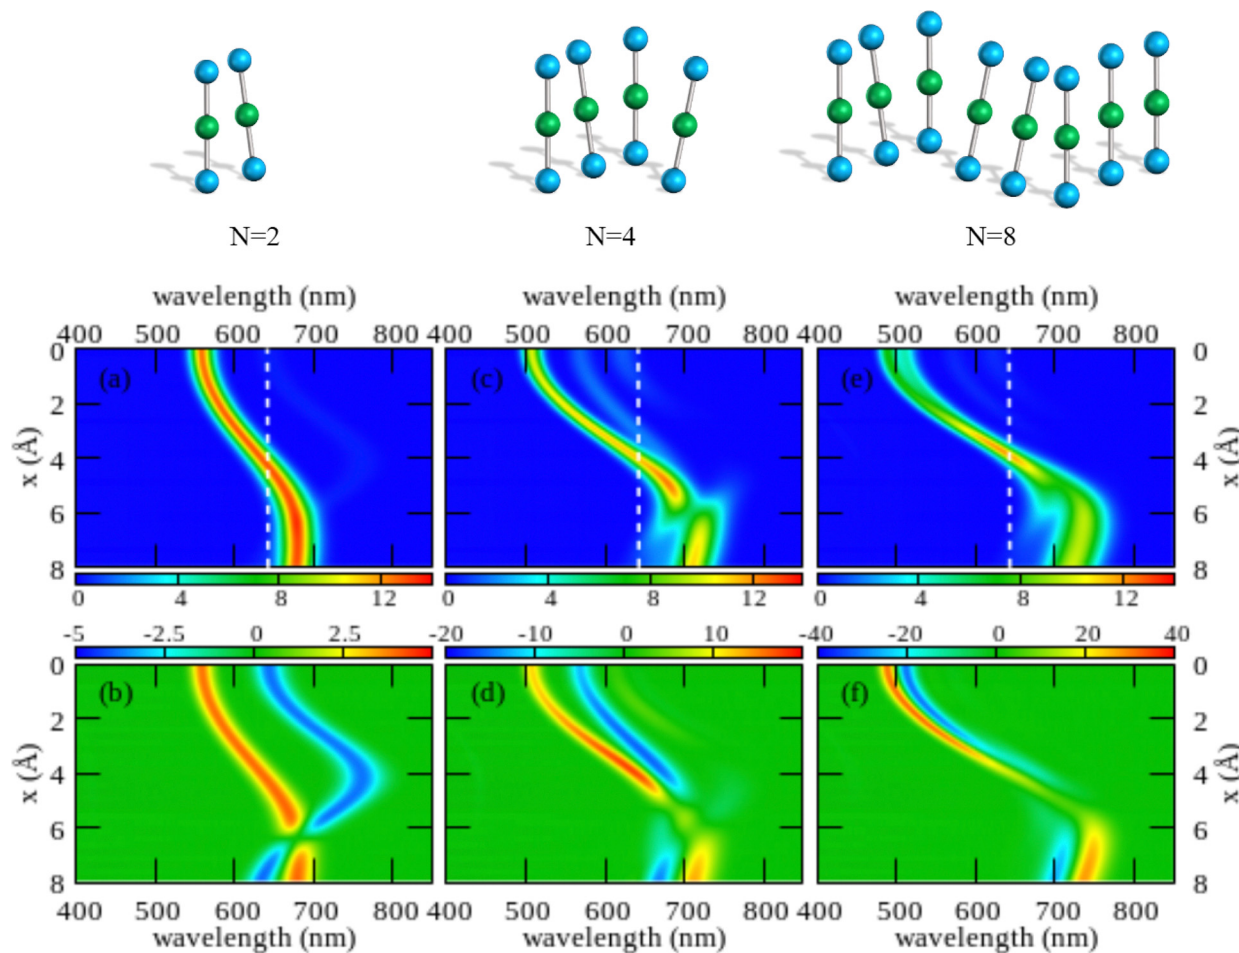 N=2 N=4 N=8
wavelength (nm) wavelength (nm) wavelength (nm)
400 500 600 700 800 400 500 600 700 800 400 500 600 700 800
0 (a) (c) (e) 0
2 2
x (Å) 4 4 x (Å)
6 6
8 8
0 4 8 12 0 4 8 12 0 4 8 12
-5 -2.5 0 2.5 -20 -10 0 10 -40 -20 0 20 40
0 (b) (d) (f) 0
2 2
x (Å) 4 4 x (Å)
6 6
8 8
400 500 600 700 800 400 500 600 700 800 400 500 600 700 800
wavelength (nm) wavelength (nm) wavelength (nm)